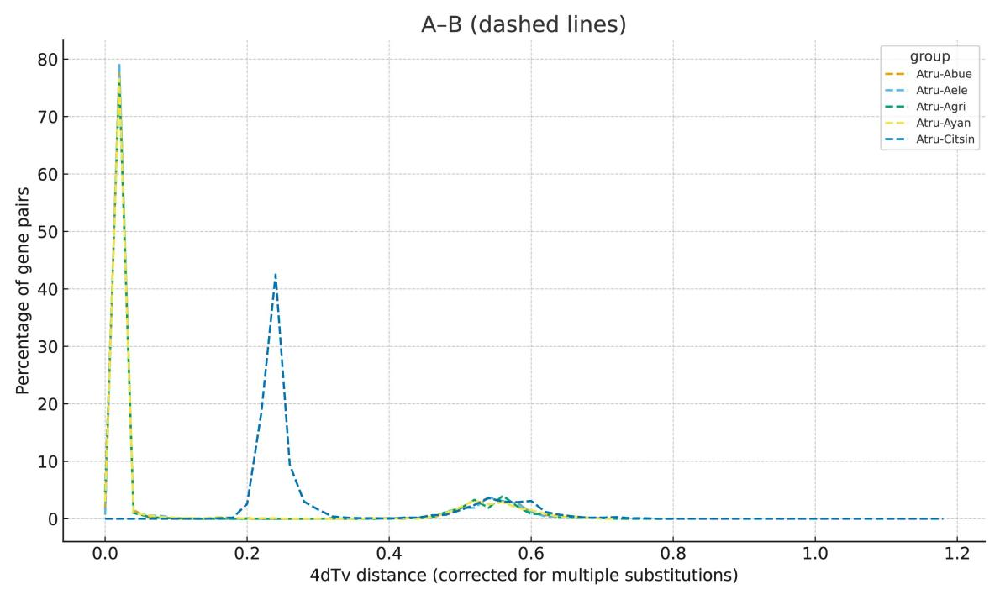 A–B (dashed lines)
group
Atru-Abue
Atru-Aele
Atru-Agri
Atru-Ayan
Atru-Citsin
Percentage of gene pairs
80
70
60
50
40
30
20
10
0
0.0 0.2 0.4 0.6 0.8 1.0 1.2
4dTv distance (corrected for multiple substitutions)